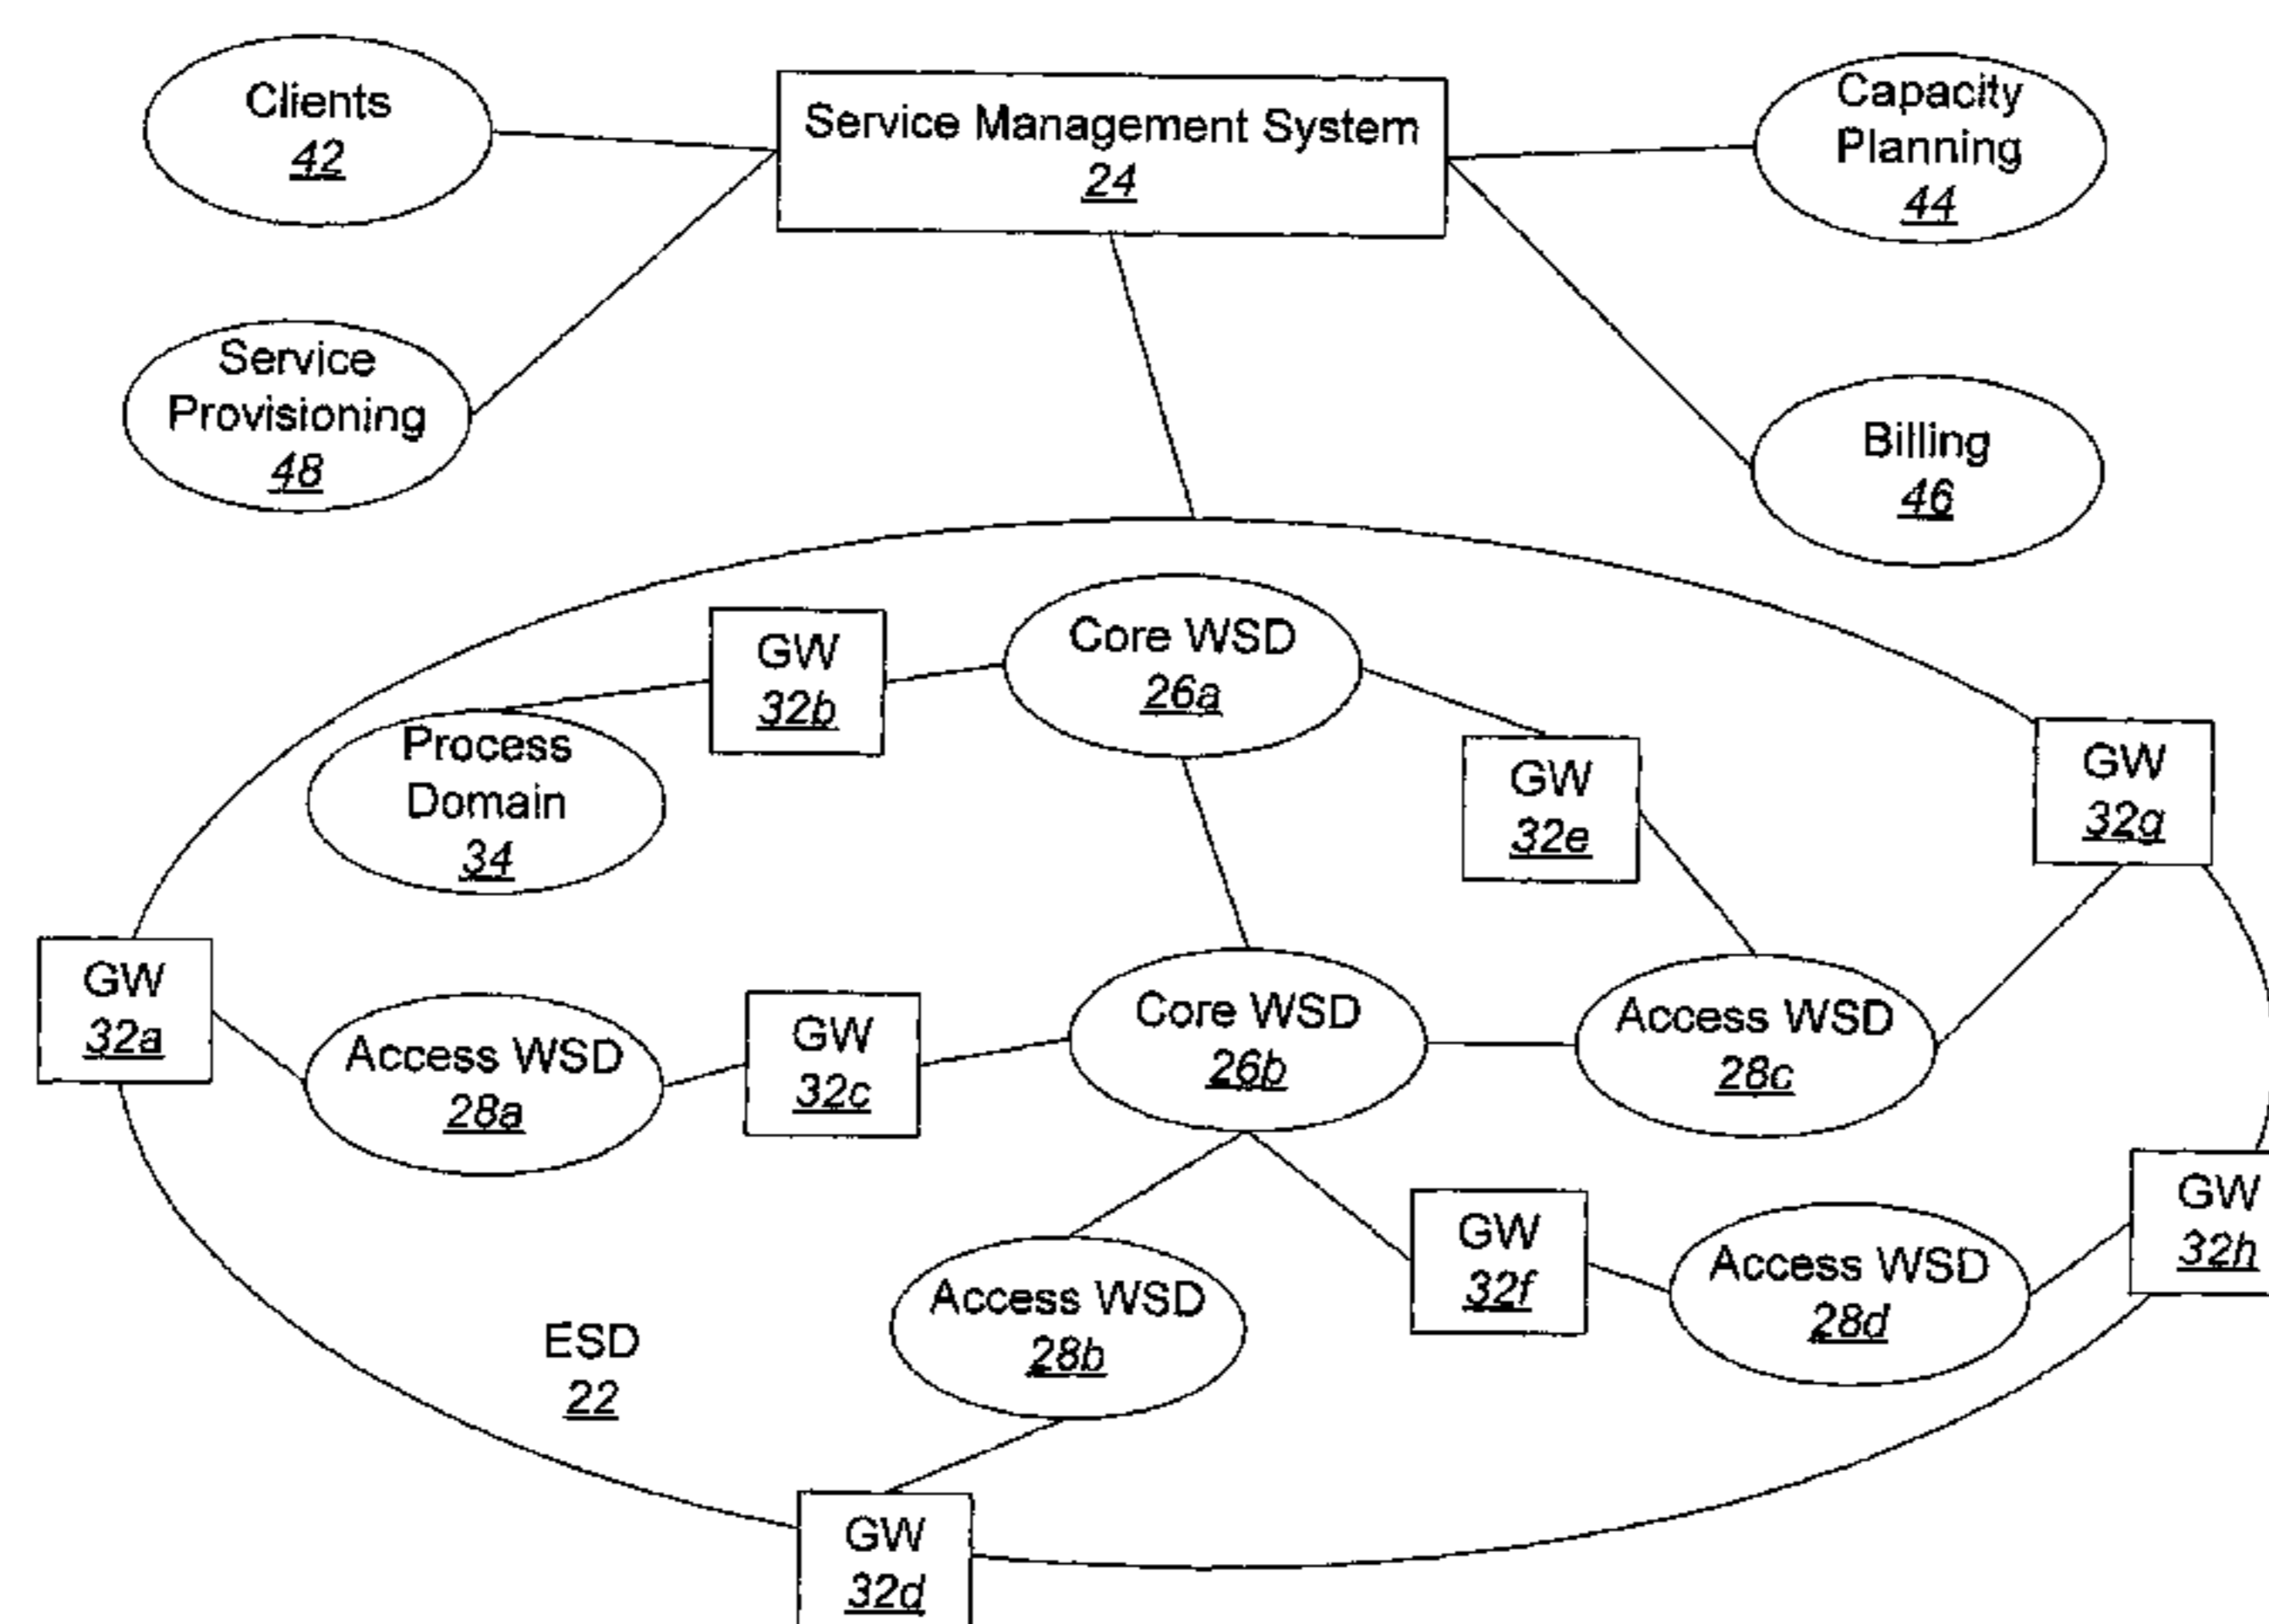 Clients
42
Service Management System
24
Capacity
Planning
44
Service
Provisioning
48
Billing
46
GW
32b
Core WSD
26a
Process
Domain
34
GW
32e
GW
32g
GW
32a
Access WSD
28a
GW
32c
Core WSD
26b
Access WSD
28c
GW
32h
GW
32f
Access WSD
28d
Access WSD
28b
ESD
22
GW
32d